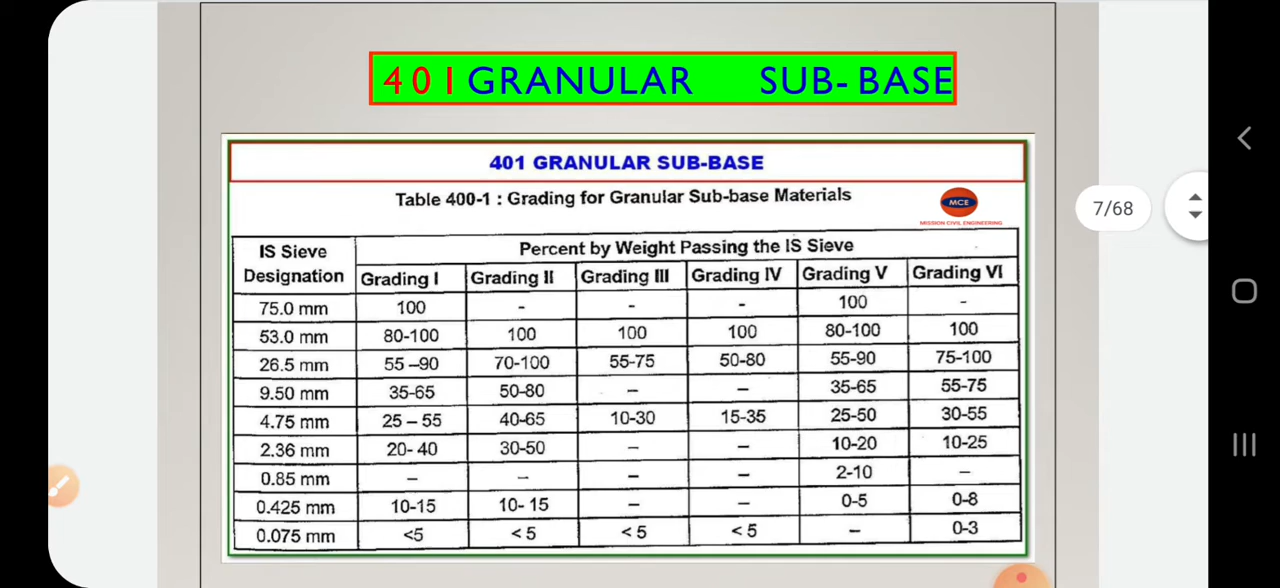 401 GRANULAR SUB- BASE
401 GRANULAR SUB-BASE
Table 400-1 : Grading for Granular Sub-base Materials
MCE
MISSION CIVIL ENGINEERING
7/68
IS Sieve Designation Percent by Weight Passing the IS Sieve
Grading I Grading II Grading III Grading IV Grading V Grading VI
75.0 mm 100 - - - 100 -
53.0 mm 80-100 100 100 100 80-100 100
26.5 mm 55 –90 70-100 55-75 50-80 55-90 75-100
9.50 mm 35-65 50-80 – – 35-65 55-75
4.75 mm 25 – 55 40-65 10-30 15-35 25-50 30-55
2.36 mm 20- 40 30-50 – – 10-20 10-25
0.85 mm – – – – 2-10 –
0.425 mm 10-15 10- 15 – – 0-5 0-8
0.075 mm <5 < 5 < 5 < 5 – 0-3